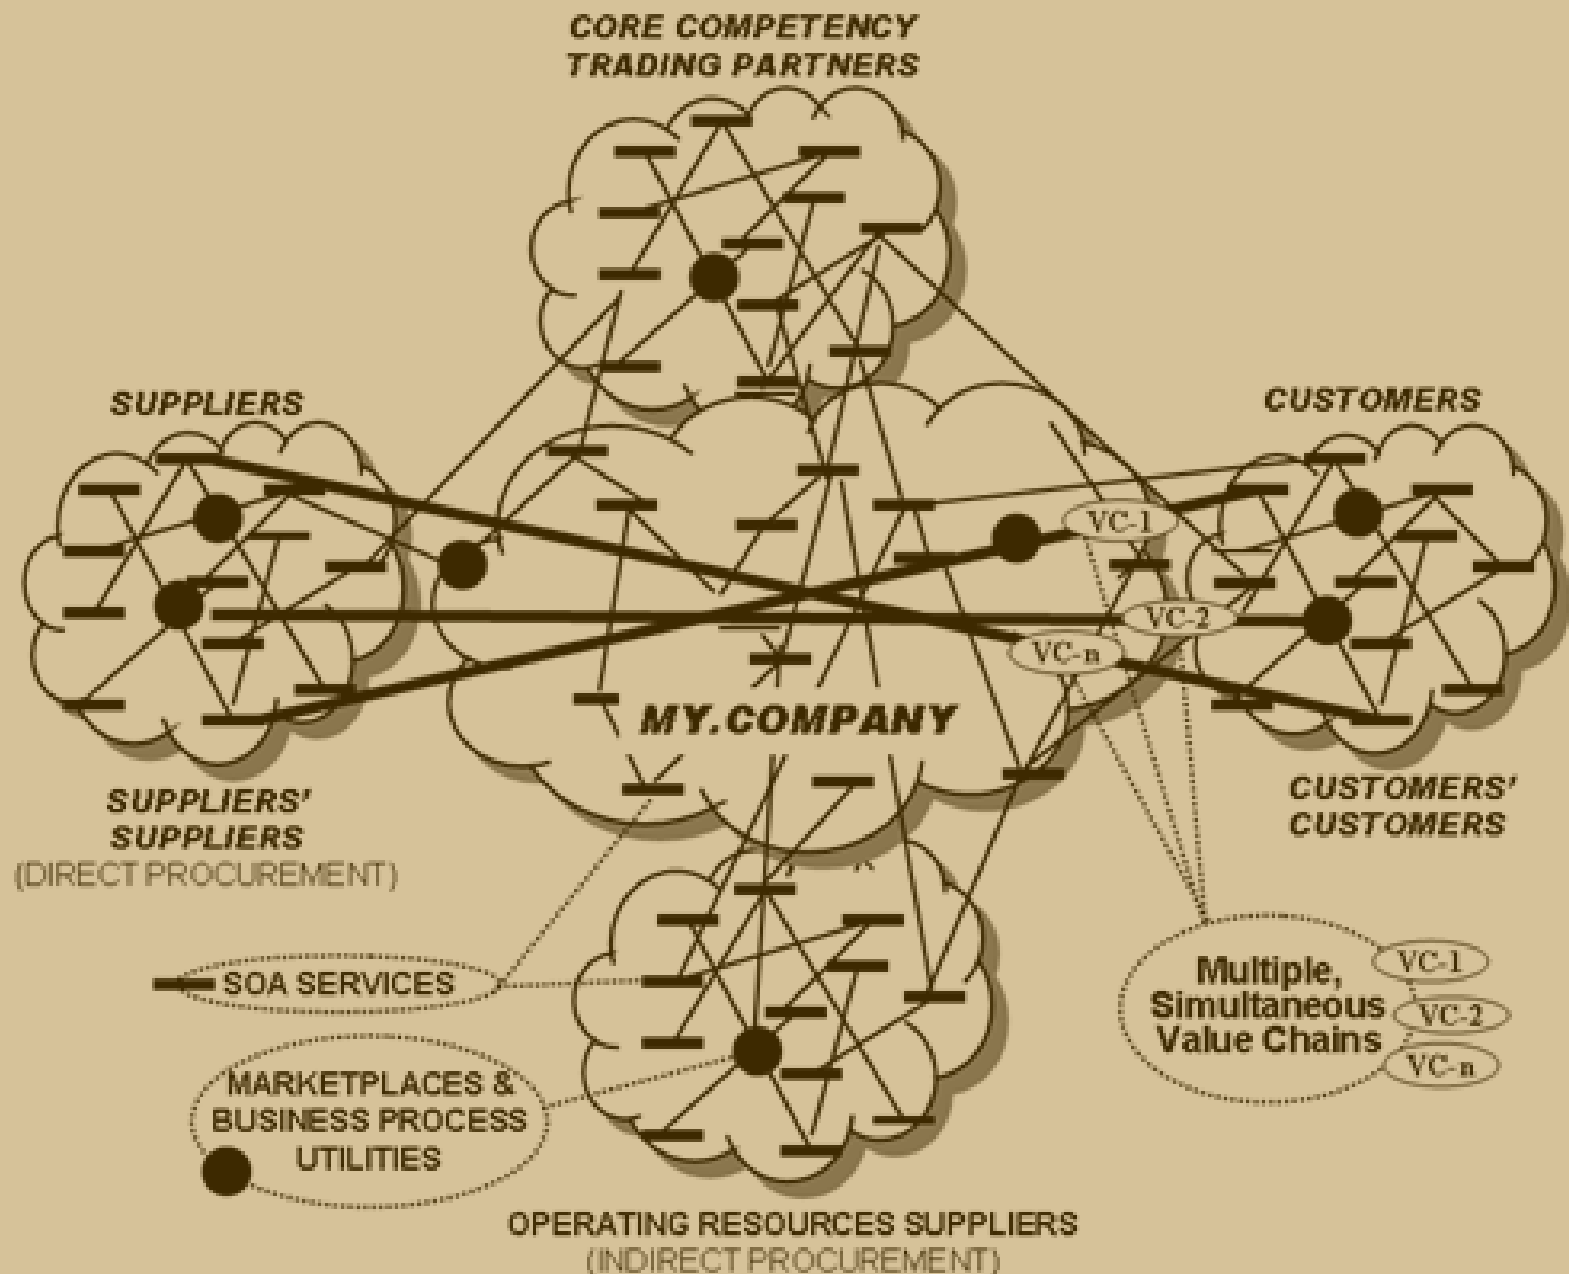 CORE COMPETENCY
TRADING PARTNERS
SUPPLIERS
CUSTOMERS
VC-1
VC-2
VC-n
MY.COMPANY
SUPPLIERS'
SUPPLIERS
(DIRECT PROCUREMENT)
CUSTOMERS'
CUSTOMERS
SOA SERVICES
MARKETPLACES &
BUSINESS PROCESS
UTILITIES
Multiple,
Simultaneous
Value Chains
VC-1
VC-2
VC-n
OPERATING RESOURCES SUPPLIERS
(INDIRECT PROCUREMENT)